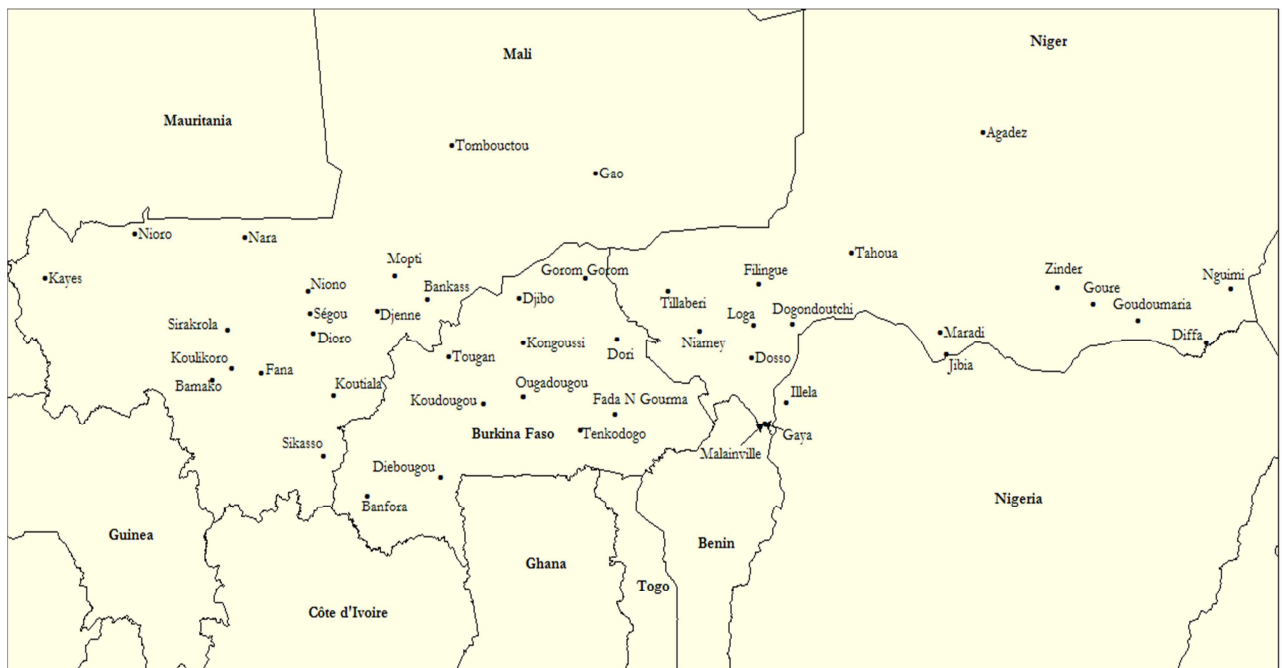 Niger
Mali
Mauritania
Agadez
Tombouctou
Gao
Nioro
Nara
Tahoua
Mopti
Gorom Gorom
Filingue
Zinder
Nguimi
Kayes
Niono
Bankass
Djibo
Tillaberi
Goure
Goudoumaria
Ségou
Djenne
Loga
Dogondoutchi
Sirakrola
Dioro
Kongoussi
Dori
Niamey
Maradi
Diffa
Koulikoro
Fana
Tougan
Dosso
Jibia
Bamako
Koutiala
Ougadougou
Illela
Koudougou
Fada N Gourma
Burkina Faso
Tenkodogo
Gaya
Sikasso
Malainville
Diebougou
Banfora
Nigeria
Guinea
Benin
Ghana
Togo
Côte d'Ivoire